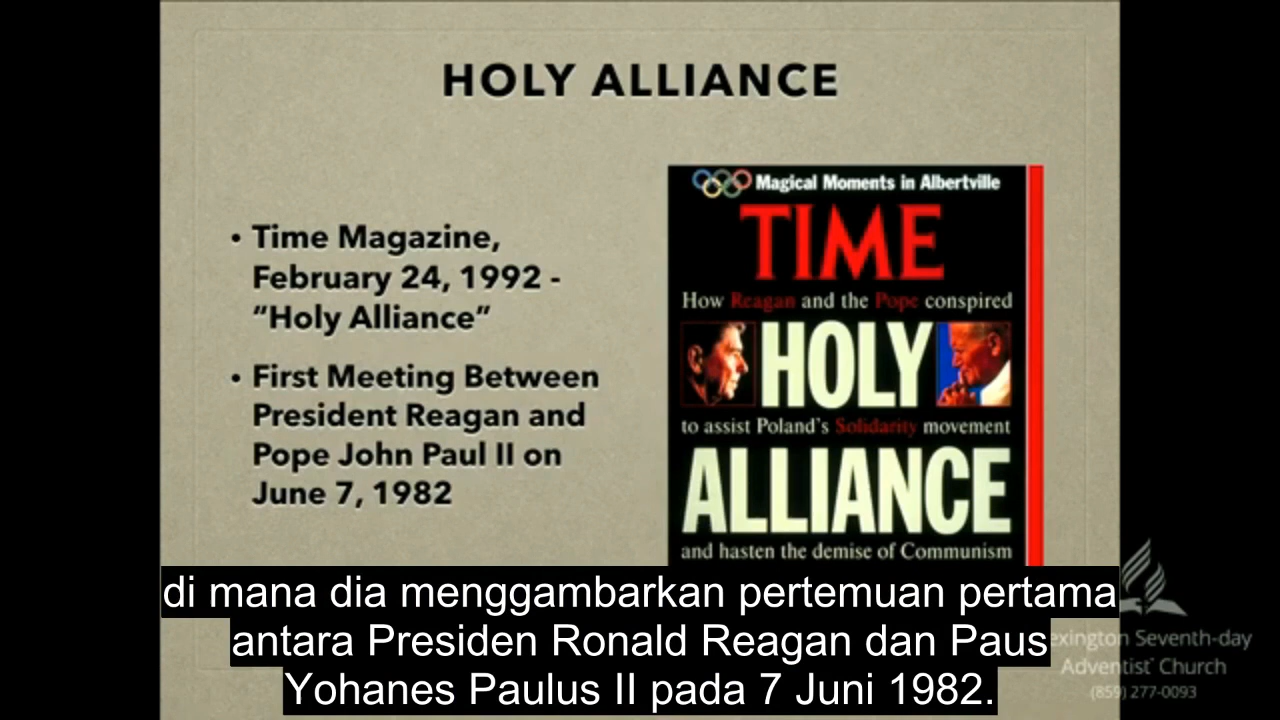 HOLY ALLIANCE
• Time Magazine,
February 24, 1992 -
“Holy Alliance”
• First Meeting Between
President Reagan and
Pope John Paul II on
June 7, 1982
Magical Moments in Albertville
TIME
How Reagan and the Pope conspired
HOLY
to assist Poland's Solidarity movement
ALLIANCE
and hasten the demise of Communism
di mana dia menggambarkan pertemuan pertama
antara Presiden Ronald Reagan dan Paus
Yohanes Paulus II pada 7 Juni 1982.
Seventh-day
Adventist Church
(859) 277-0093